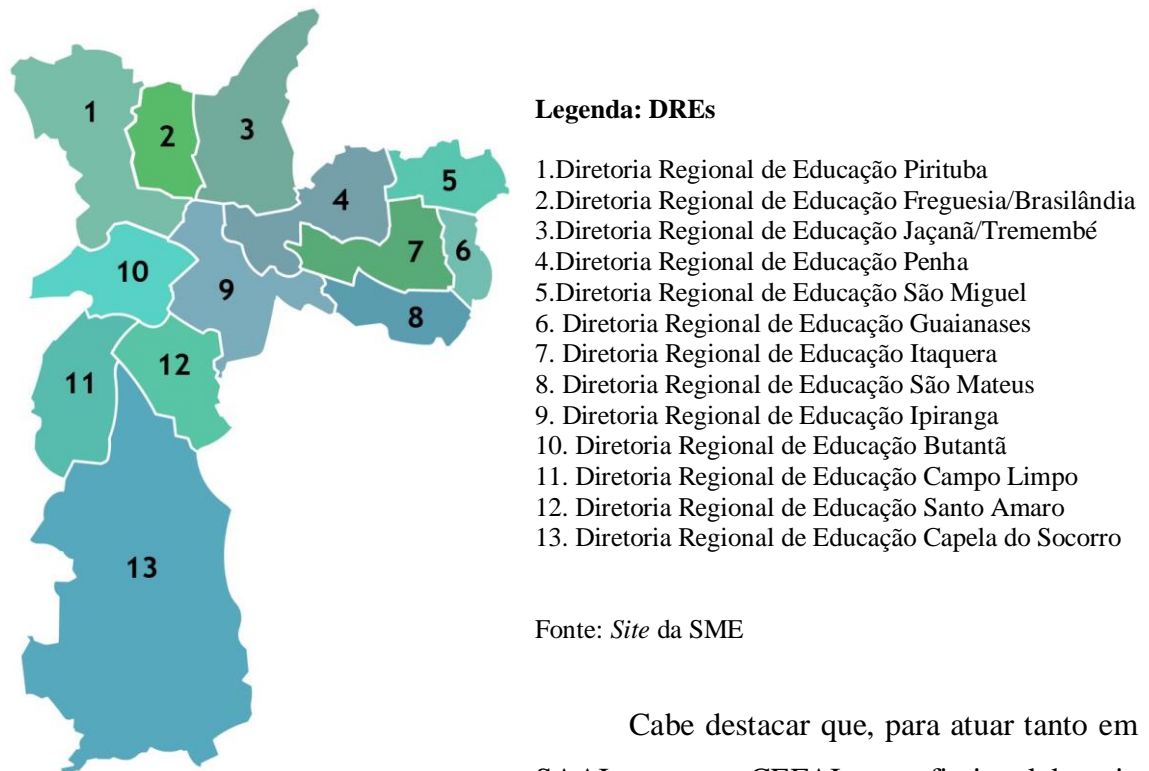 1
2
3
4
5
6
7
8
9
10
11
12
13
Legenda: DREs
1.Diretoria Regional de Educação Pirituba
2.Diretoria Regional de Educação Freguesia/Brasilândia
3.Diretoria Regional de Educação Jaçanã/Tremembé
4.Diretoria Regional de Educação Penha
5.Diretoria Regional de Educação São Miguel
6. Diretoria Regional de Educação Guaianases
7. Diretoria Regional de Educação Itaquera
8. Diretoria Regional de Educação São Mateus
9. Diretoria Regional de Educação Ipiranga
10. Diretoria Regional de Educação Butantã
11. Diretoria Regional de Educação Campo Limpo
12. Diretoria Regional de Educação Santo Amaro
13. Diretoria Regional de Educação Capela do Socorro
Fonte: Site da SME
Cabe destacar que, para atuar tanto em